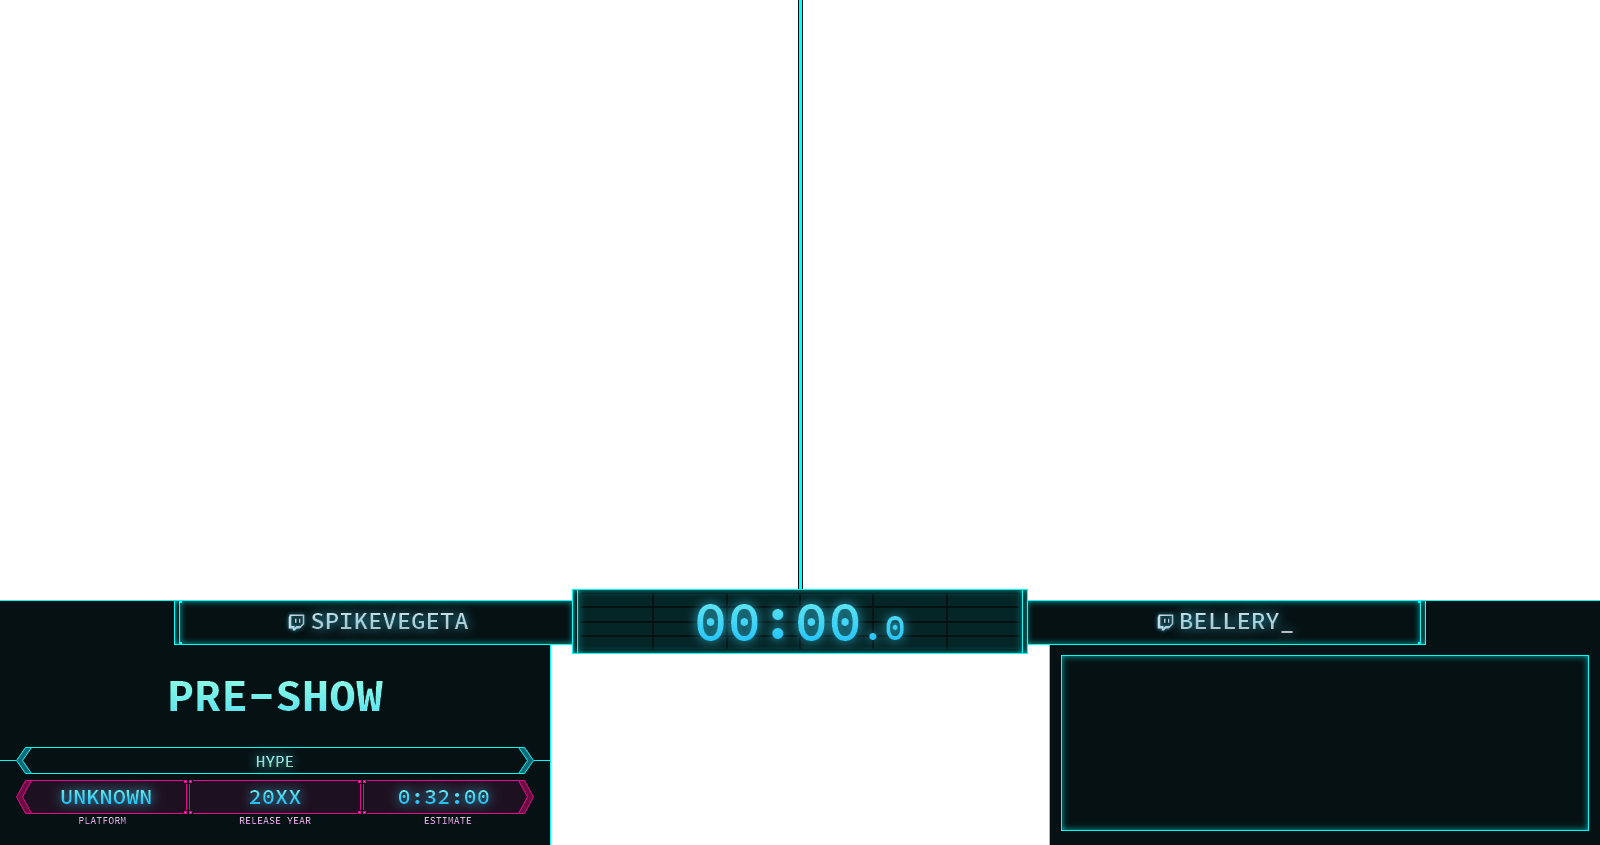 SPIKEVEGETA
00:00.0
BELLERY_
PRE-SHOW
HYPE
UNKNOWN 20XX 0:32:00
PLATFORM RELEASE YEAR ESTIMATE